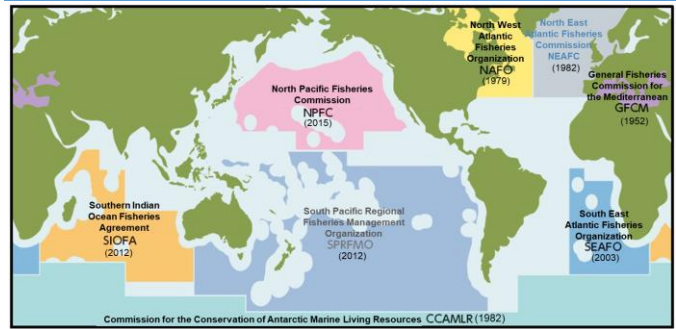 North West
Atlantic
Fisheries
Organization
NAFO
(1979)
North East
Atlantic Fisheries
Commission
NEAFC
(1982)
General Fisheries
Commission for
the Mediterranean
GFCM
(1952)
North Pacific Fisheries
Commission
NPFC
(2015)
Southern Indian
Ocean Fisheries
Agreement
SIOFA
(2012)
South Pacific Regional
Fisheries Management
Organization
SPRFMO
(2012)
South East
Atlantic Fisheries
Organization
SEAFO
(2003)
Commission for the Conservation of Antarctic Marine Living Resources CCAMLR (1982)